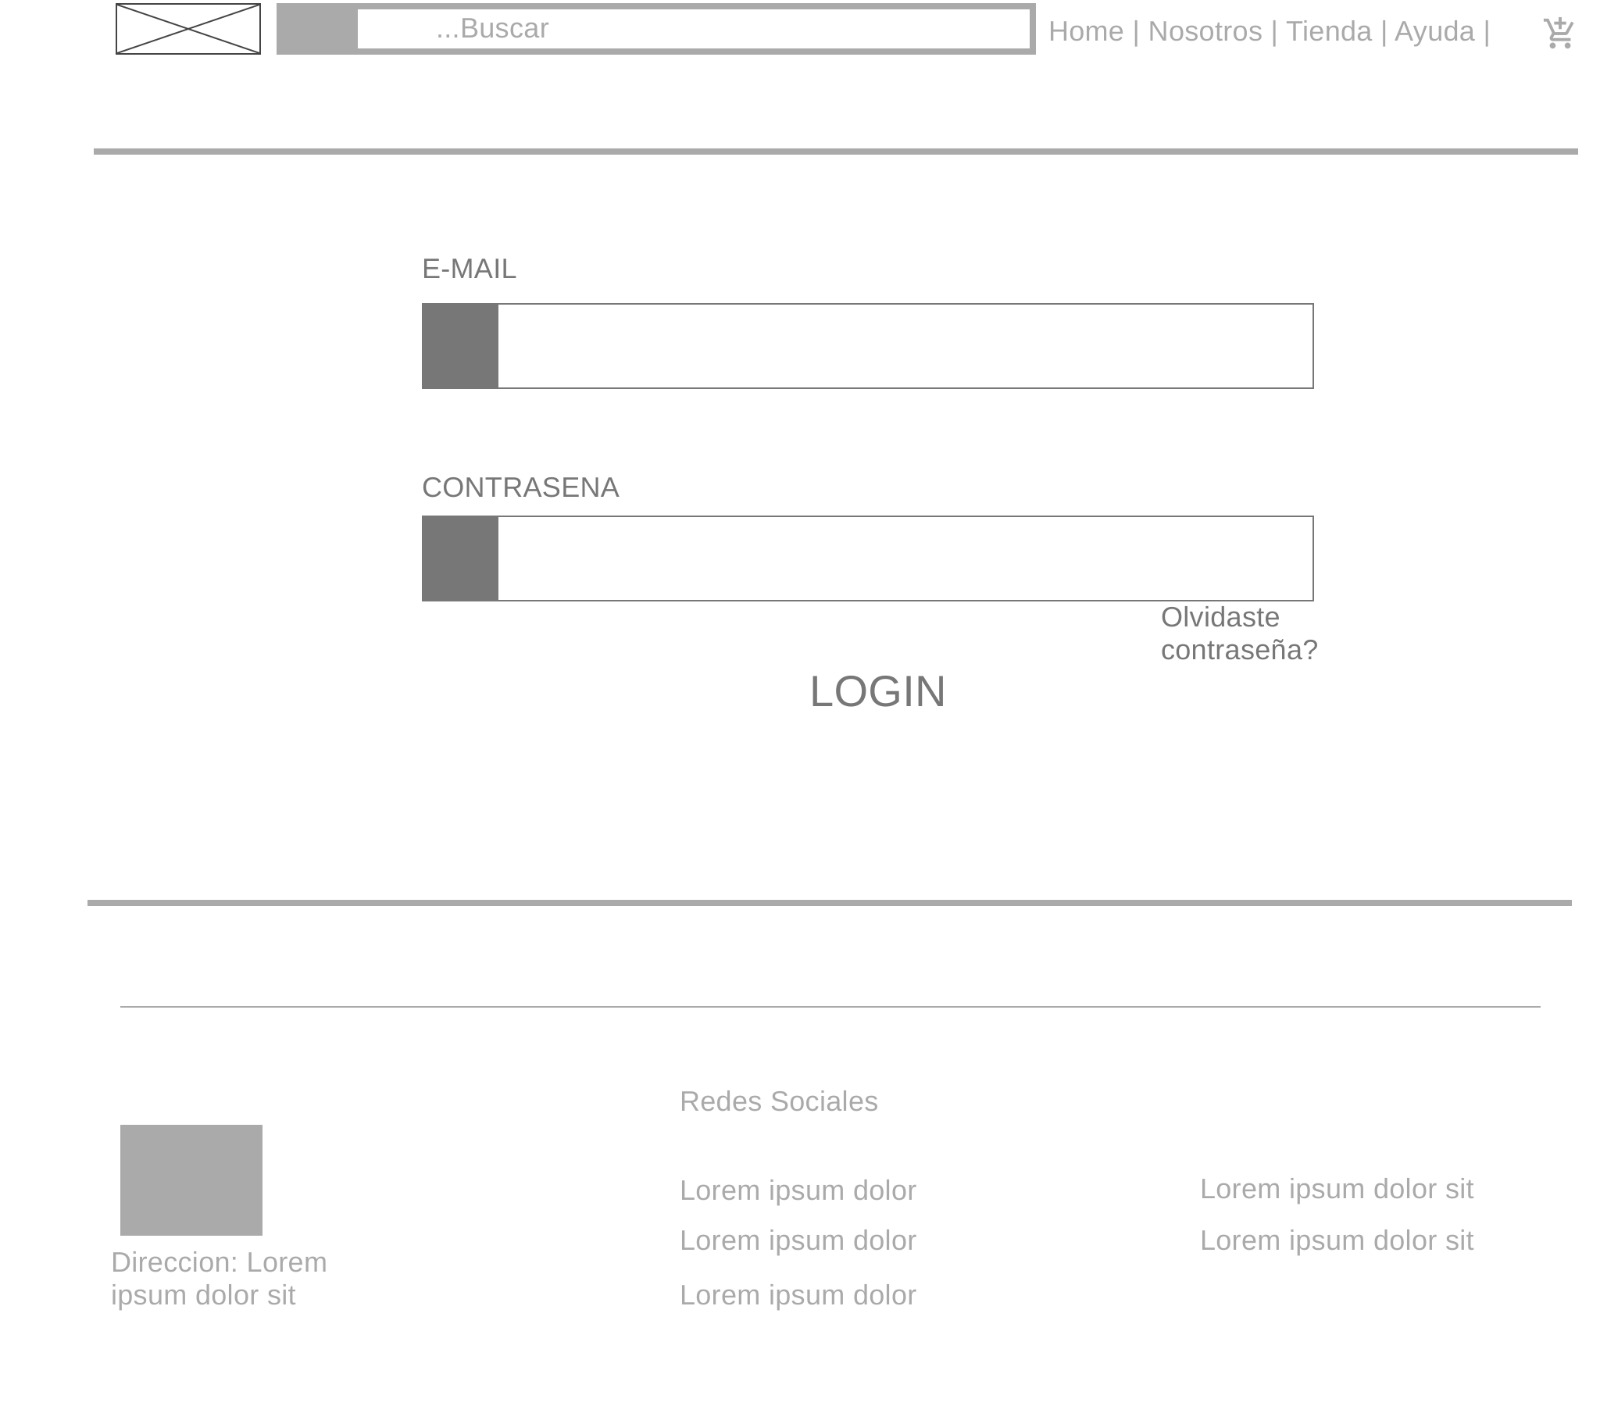 ...Buscar
Home | Nosotros | Tienda | Ayuda |
E-MAIL
CONTRASENA
Olvidaste
contraseña?
LOGIN
Redes Sociales
Lorem ipsum dolor
Lorem ipsum dolor sit
Lorem ipsum dolor
Lorem ipsum dolor sit
Direccion: Lorem
ipsum dolor sit
Lorem ipsum dolor